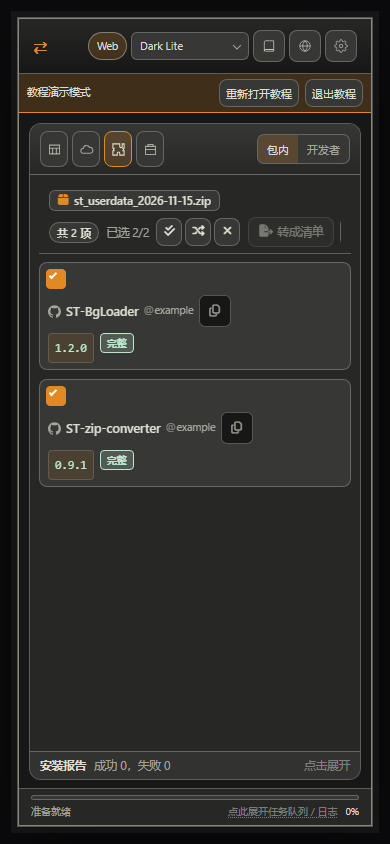 Web Dark Lite
教程演示模式 重新打开教程 退出教程
包内 开发者
st_userdata_2026-11-15.zip
共 2 项 已选 2/2 转成清单
ST-BgLoader @example
1.2.0 完整
ST-zip-converter @example
0.9.1 完整
安装报告 成功 0，失败 0 点击展开
准备就绪 点此展开任务队列 / 日志 0%